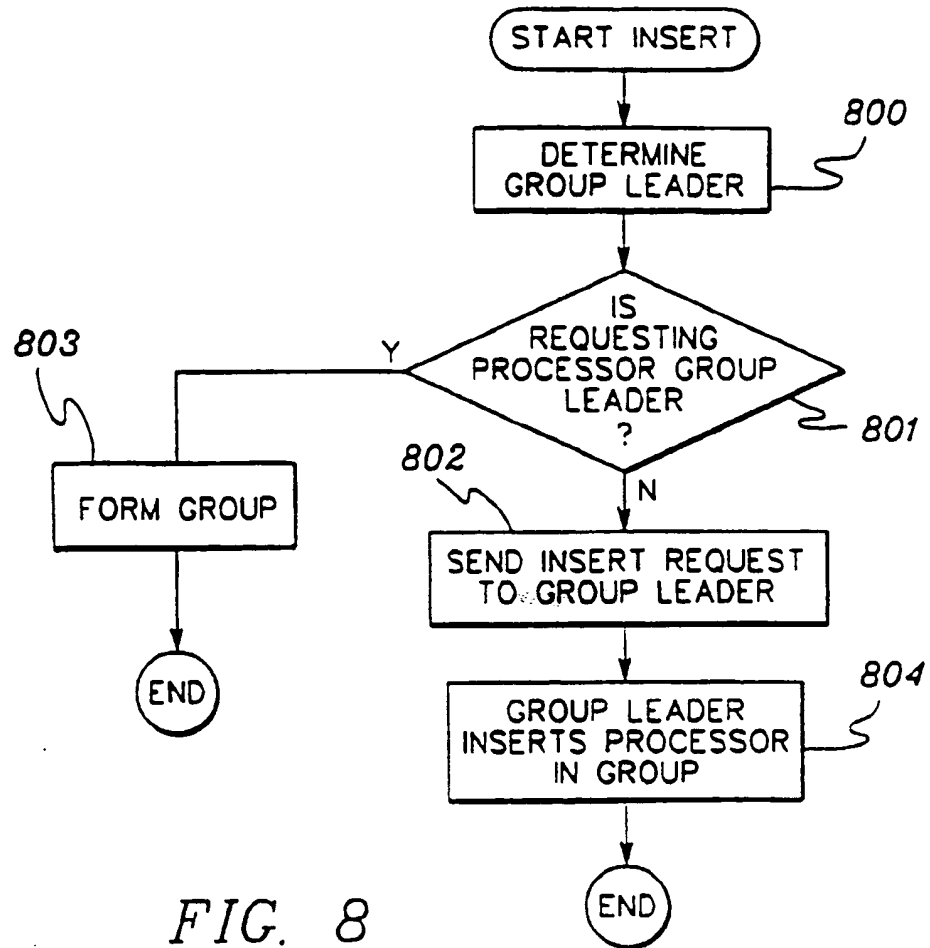 START INSERT
800
DETERMINE
GROUP LEADER
IS
REQUESTING
PROCESSOR GROUP
LEADER
?
801
Y
803
FORM GROUP
END
N
802
SEND INSERT REQUEST
TO GROUP LEADER
804
GROUP LEADER
INSERTS PROCESSOR
IN GROUP
END
FIG. 8